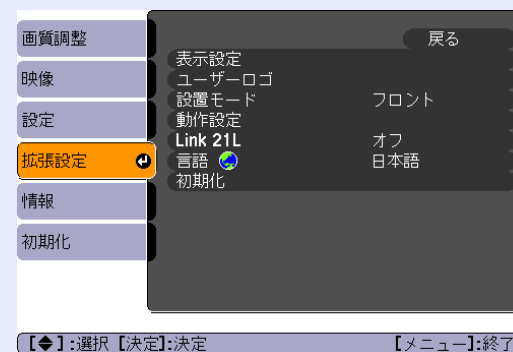 画質調整
映像
設定
拡張設定
情報
初期化
戻る
表示設定
ユーザーロゴ
設置モード フロント
動作設定
Link 21L オフ
言語 日本語
初期化
【◆】:選択 【決定】:決定 【メニュー】:終了